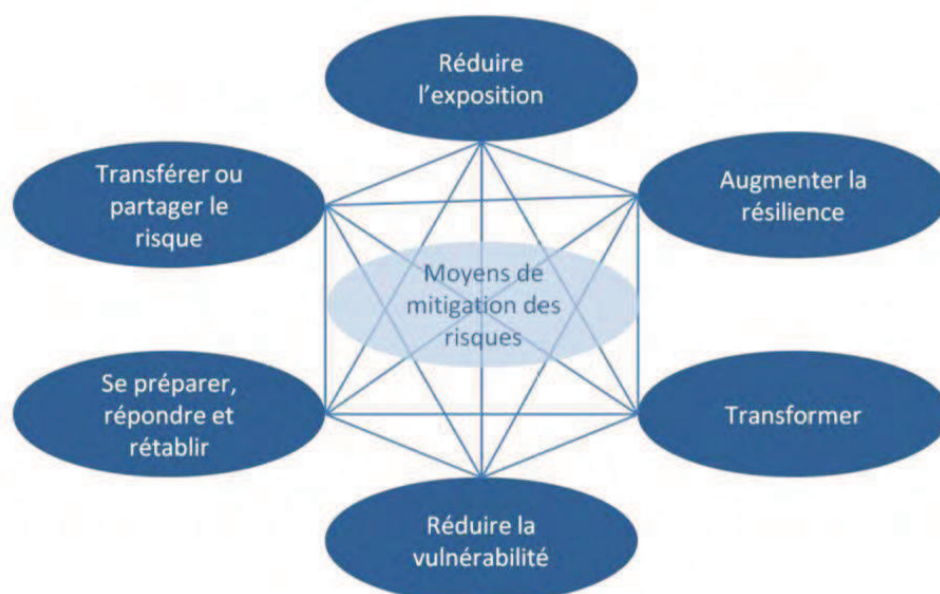 Réduire
l’exposition
Transférer ou
partager le
risque
Augmenter la
résilience
Moyens de
mitigation des
risques
Se préparer,
répondre et
rétablir
Transformer
Réduire la
vulnérabilité